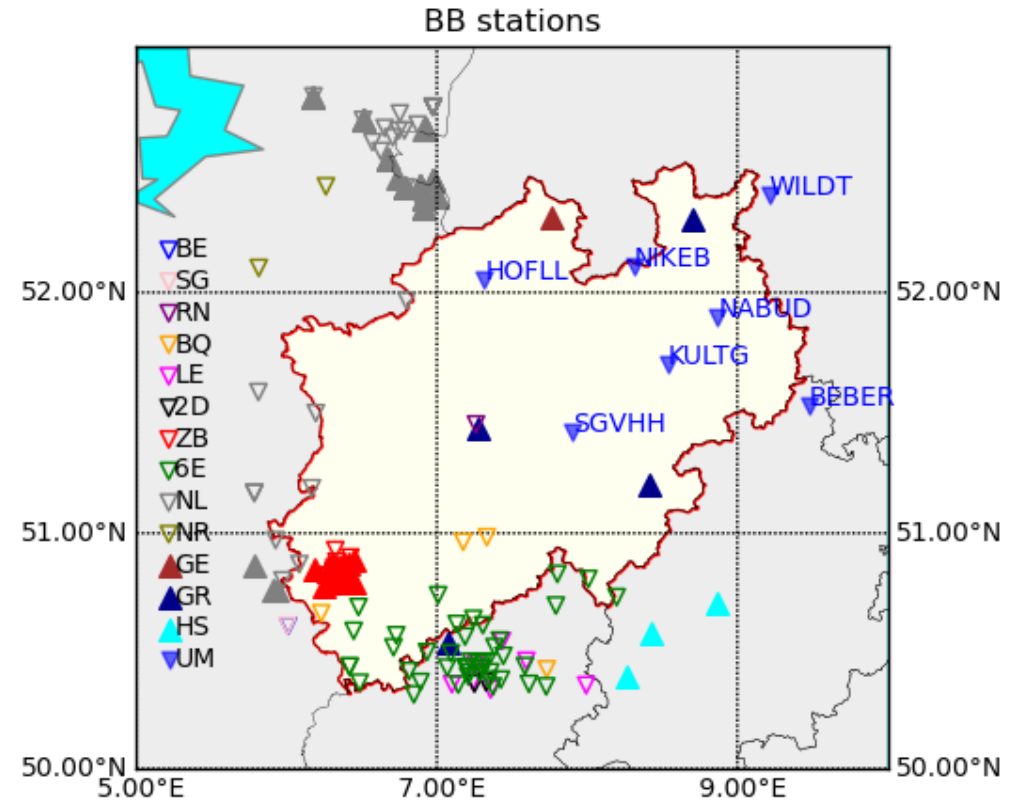 BB stations
WILDT
NIKEB
HOFLL
NABUD
KULTG
BEBER
SGVHH
52.00°N
52.00°N
51.00°N
51.00°N
50.00°N
50.00°N
BE
SG
RN
BQ
LE
2D
ZB
6E
NL
NR
GE
GR
HS
UM
5.00°E
7.00°E
9.00°E